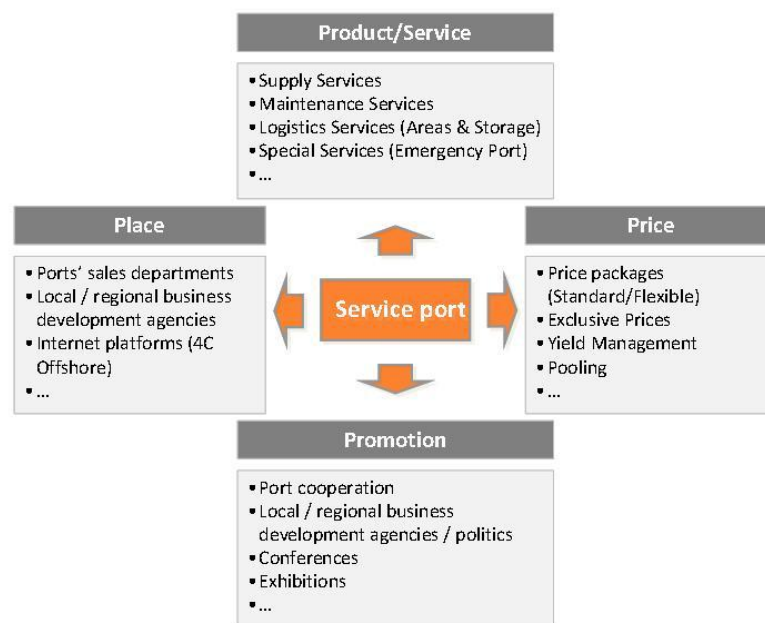 Product/Service
•Supply Services
•Maintenance Services
•Logistics Services (Areas & Storage)
•Special Services (Emergency Port)
•...
Place
• Ports' sales departments
• Local / regional business
development agencies
• Internet platforms (4C
Offshore)
•...
Service port
Price
• Price packages
(Standard/Flexible)
• Exclusive Prices
• Yield Management
• Pooling
•...
Promotion
•Port cooperation
•Local / regional business
development agencies / politics
•Conferences
•Exhibitions
•...